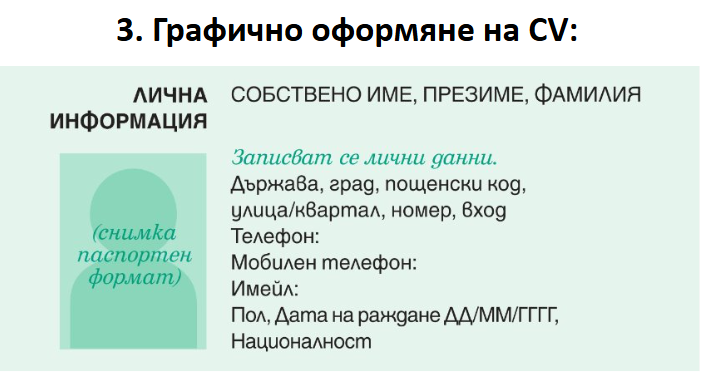 3. Графично оформяне на CV:
ЛИЧНА
ИНФОРМАЦИЯ
СОБСТВЕНО ИМЕ, ПРЕЗИМЕ, ФАМИЛИЯ
(снимка
паспортен
формат)
Записват се лични данни.
Държава, град, пощенски код,
улица/квартал, номер, вход
Телефон:
Мобилен телефон:
Имейл:
Пол, Дата на раждане ДД/ММ/ГГГГ,
Националност